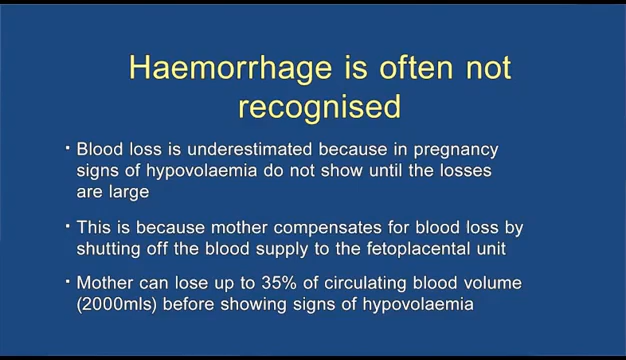 Haemorrhage is often not
recognised
· Blood loss is underestimated because in pregnancy
signs of hypovolaemia do not show until the losses
are large
· This is because mother compensates for blood loss by
shutting off the blood supply to the fetoplacental unit
· Mother can lose up to 35% of circulating blood volume
(2000mls) before showing signs of hypovolaemia